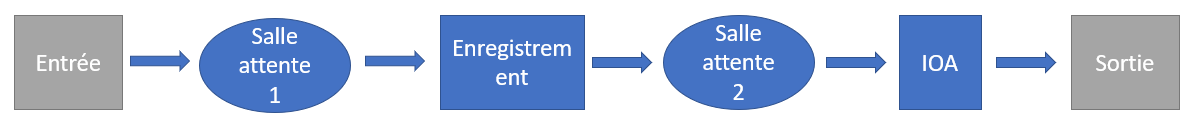 Entrée
Salle
attente
1
Enregistrem
ent
Salle
attente
2
IOA
Sortie